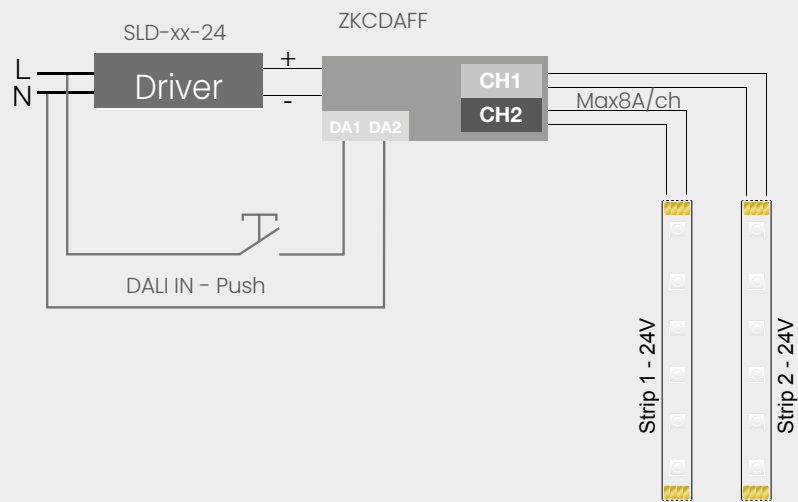 SLD-xx-24
ZKCDAFF
L
N
Driver
+
-
CH1
CH2
Max8A/ch
DA1 DA2
DALI IN - Push
Strip 1 - 24V
Strip 2 - 24V